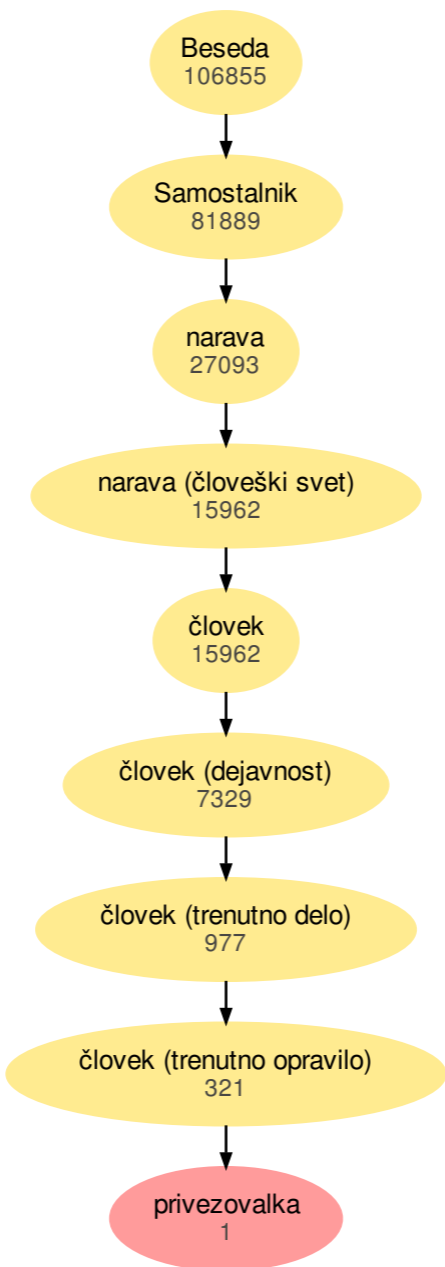 Beseda
106855
Samostalnik
81889
narava
27093
narava (človeški svet)
15962
človek
15962
človek (dejavnost)
7329
človek (trenutno delo)
977
človek (trenutno opravilo)
321
privezovalka
1